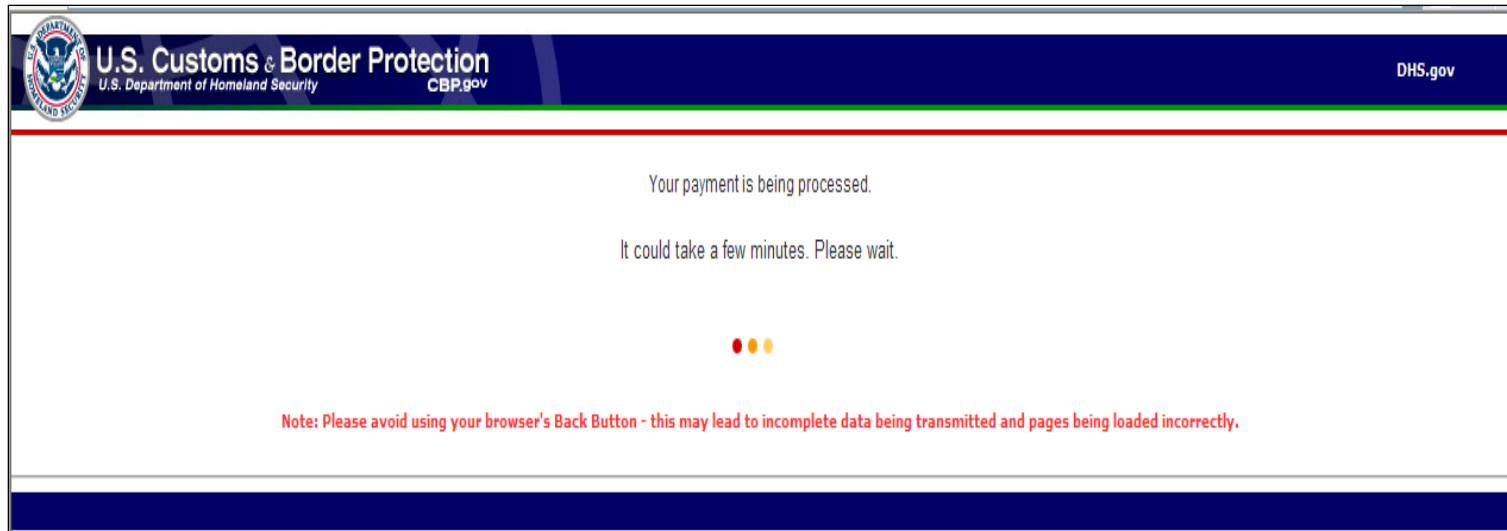 U.S. Customs & Border Protection
U.S. Department of Homeland Security
CBP.gov
DHS.gov
Your payment is being processed.
It could take a few minutes. Please wait.
Note: Please avoid using your browser's Back Button - this may lead to incomplete data being transmitted and pages being loaded incorrectly.